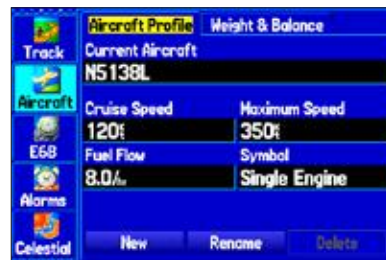 Aircraft Profile Weight & Balance
Track
Current Aircraft
N5138L
Aircraft
Cruise Speed Maximum Speed
120 350
E6B
Fuel Flow Symbol
8.0/ Single Engine
Alarms
New Rename Delete
Celestial